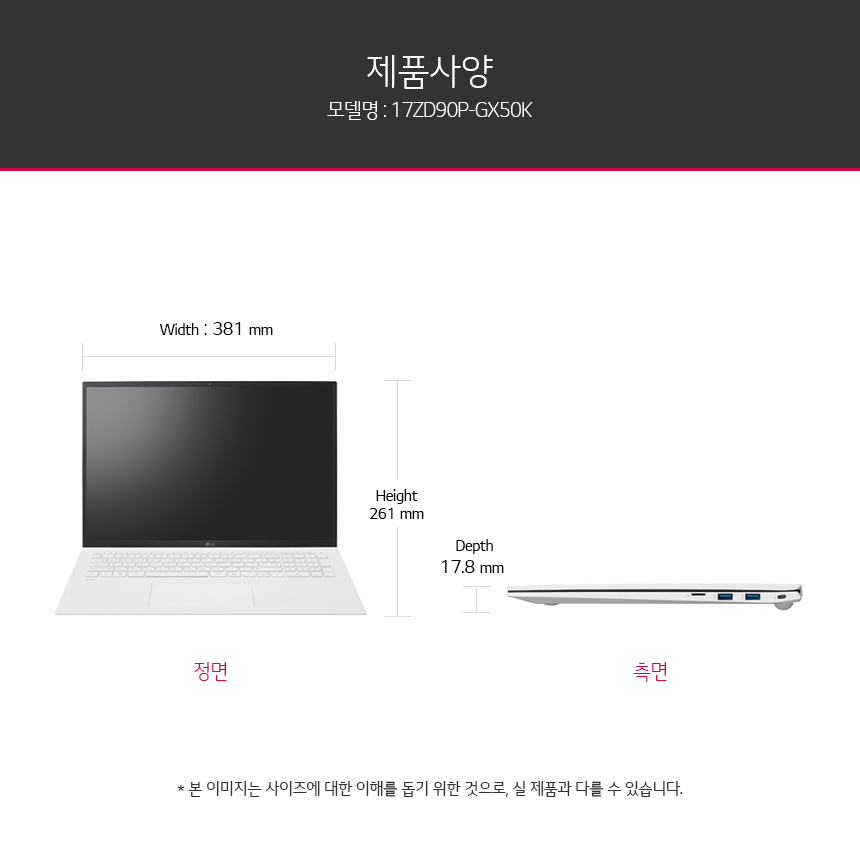 제품사양
모델명 : 17ZD90P-GX50K
Width : 381 mm
Height
261 mm
Depth
17.8 mm
정면
측면
* 본 이미지는 사이즈에 대한 이해를 돕기 위한 것으로, 실 제품과 다를 수 있습니다.